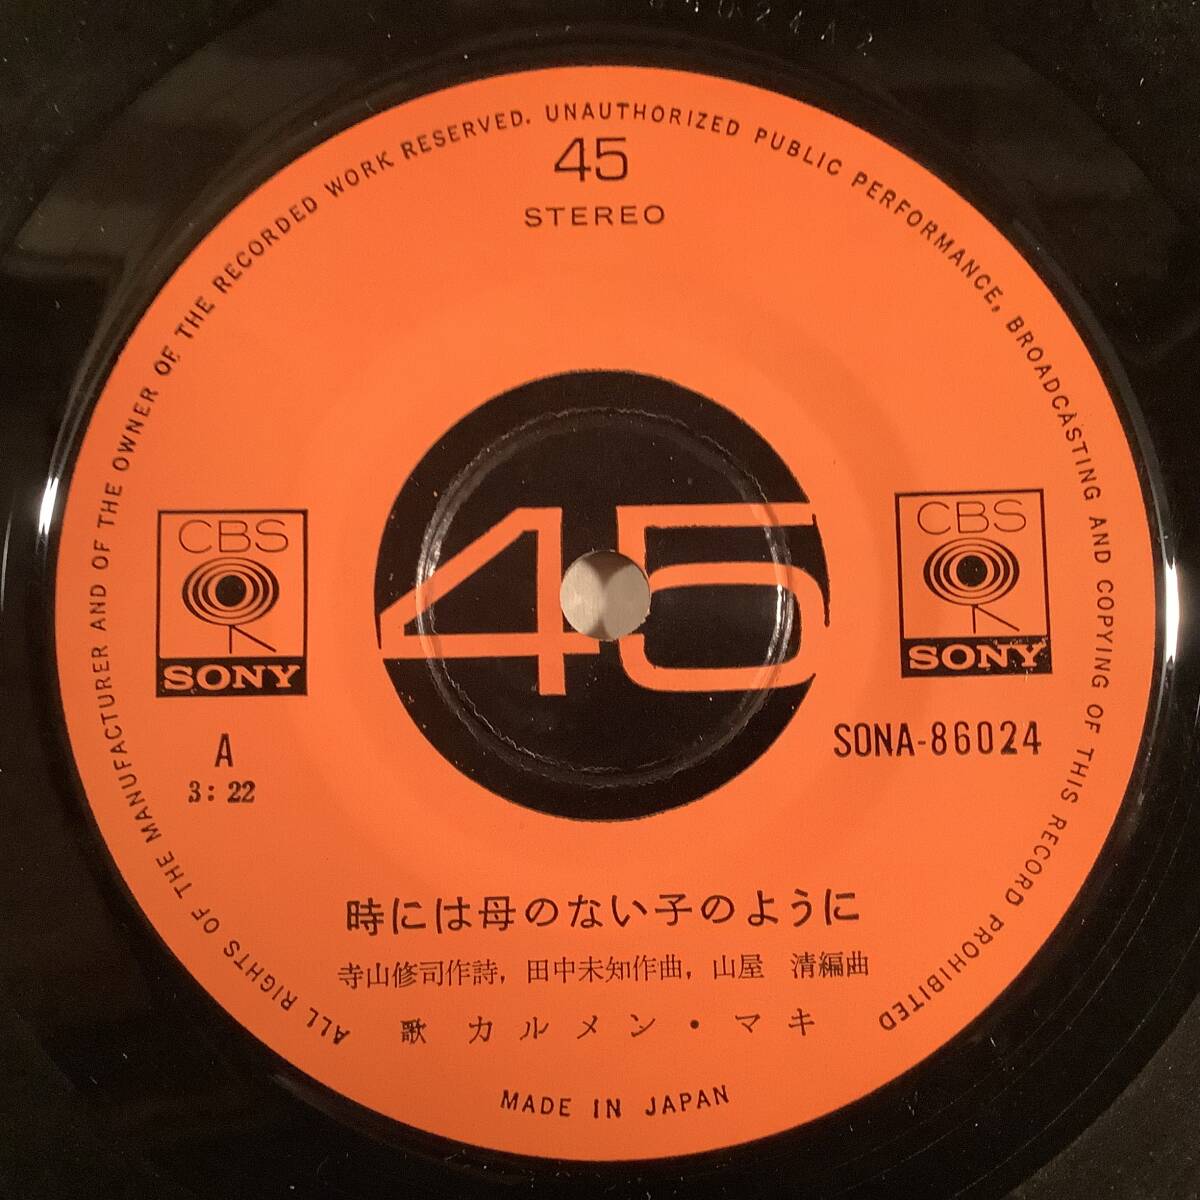 ALL RIGHTS OF THE MANUFACTURER AND OF THE OWNER OF THE RECORDED WORK RESERVED. UNAUTHORIZED PUBLIC PERFORMANCE, BROADCASTING AND COPYING OF THIS RECORD PROHIBITED
45
STEREO
45
CBS
SONY
CBS
SONY
A
3:22
SONA-86024
時には母のない子のように
寺山修司作詩, 田中未知作曲, 山屋 清編曲
歌 カルメン・マキ
MADE IN JAPAN